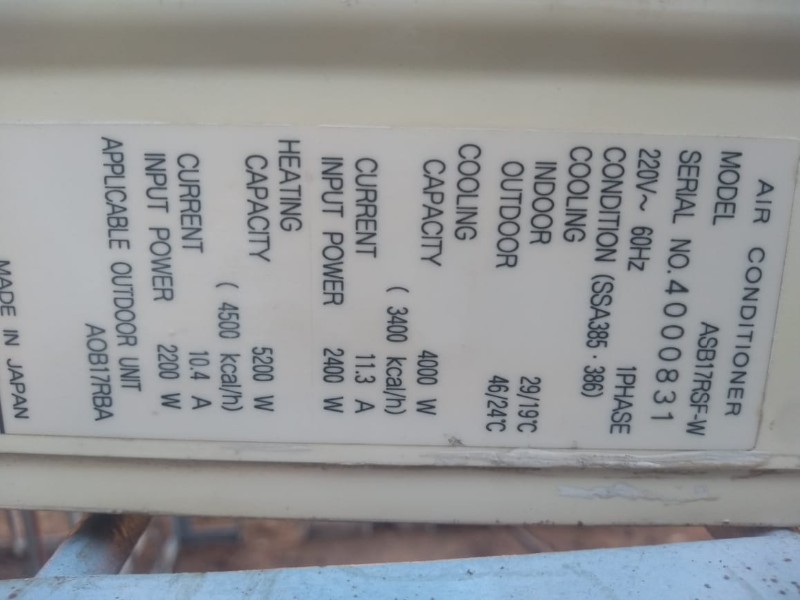 AIR CONDITIONER
MODEL ASB17RSF-W
SERIAL NO. 4000831
220V~ 60Hz 1PHASE
CONDITION (SSA385・386)
COOLING
INDOOR 29/19℃
OUTDOOR 46/24℃
COOLING
CAPACITY 4000 W
( 3400 kcal/h)
CURRENT 11.3 A
INPUT POWER 2400 W
HEATING
CAPACITY 5200 W
( 4500 kcal/h)
CURRENT 10.4 A
INPUT POWER 2200 W
APPLICABLE OUTDOOR UNIT
AOB17RBA
MADE IN JAPAN